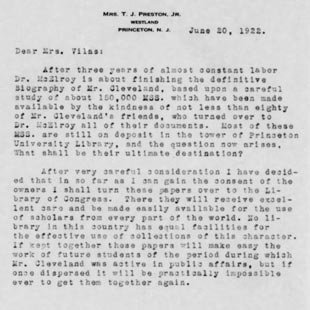 MRS. T. J. PRESTON, JR.
WESTLAND
PRINCETON, N. J.
June 20, 1922.
Dear Mrs. Vilas:
After three years of almost constant labor
Dr. McElroy is about finishing the definitive
Biography of Mr. Cleveland, based upon a careful
study of about 150,000 MSS. which have been made
available by the kindness of not less than eighty
of Mr. Cleveland's friends, who turned over to
Dr. McElroy all of their documents. Most of these
MSS. are still on deposit in the tower of Princeton
University Library, and the question now arises,
What shall be their ultimate destination?
After very careful consideration I have decid-
ed that in so far as I can gain the consent of the
owners I shall turn these papers over to the Li-
brary of Congress. There they will receive excel-
lent care and be made easily available for the use
of scholars from every part of the world. No li-
brary in this country has equal facilities for
the effective use of collections of this character.
If kept together those papers will make easy the
work of future students of the period during which
Mr. Cleveland was active in public affairs, but if
once dispersed it will be practically impossible
ever to get them together again.